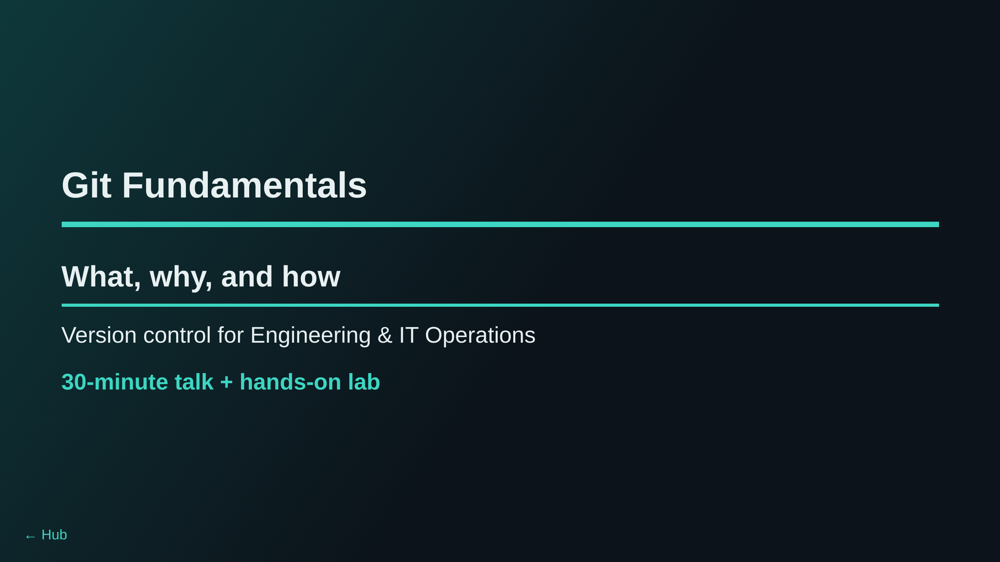 Git Fundamentals
What, why, and how
Version control for Engineering & IT Operations
30-minute talk + hands-on lab
← Hub